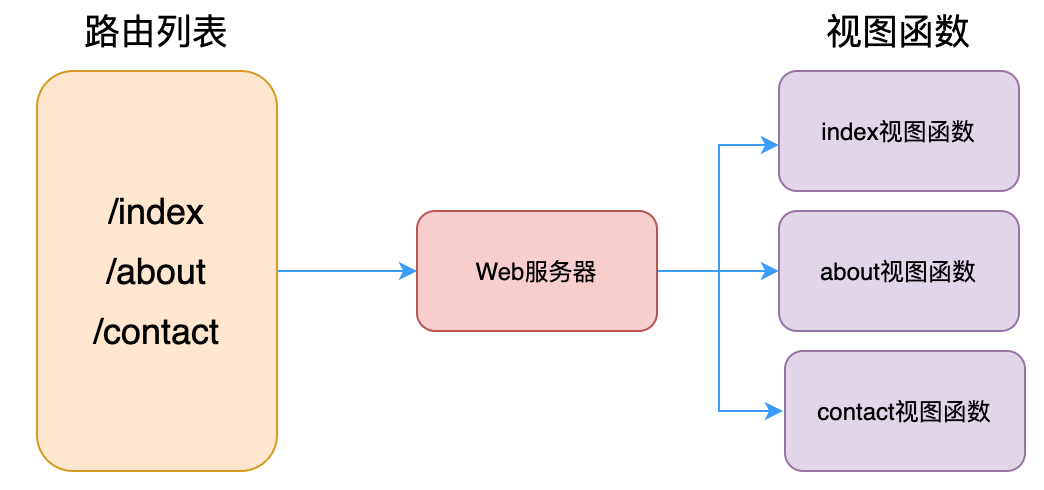 路由列表
视图函数
/index
/about
/contact
Web服务器
index视图函数
about视图函数
contact视图函数